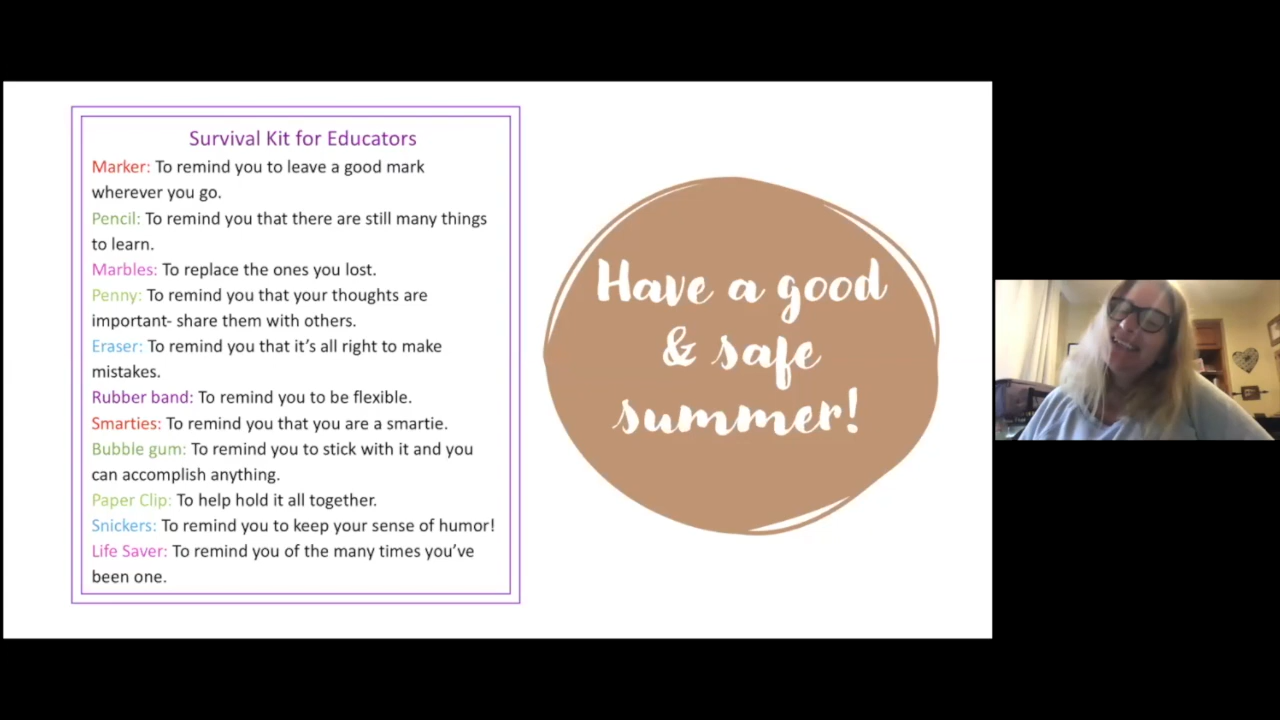 Survival Kit for Educators
Marker: To remind you to leave a good mark
wherever you go.
Pencil: To remind you that there are still many things
to learn.
Marbles: To replace the ones you lost.
Penny: To remind you that your thoughts are
important- share them with others.
Eraser: To remind you that it’s all right to make
mistakes.
Rubber band: To remind you to be flexible.
Smarties: To remind you that you are a smartie.
Bubble gum: To remind you to stick with it and you
can accomplish anything.
Paper Clip: To help hold it all together.
Snickers: To remind you to keep your sense of humor!
Life Saver: To remind you of the many times you’ve
been one.
Have a good
& safe
summer!